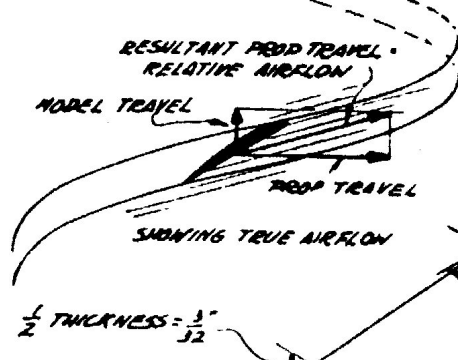 RESULTANT PROP TRAVEL -
RELATIVE AIRFLOW
MODEL TRAVEL
PROP TRAVEL
SHOWING TRUE AIRFLOW
1/2 THICKNESS = 3"/32